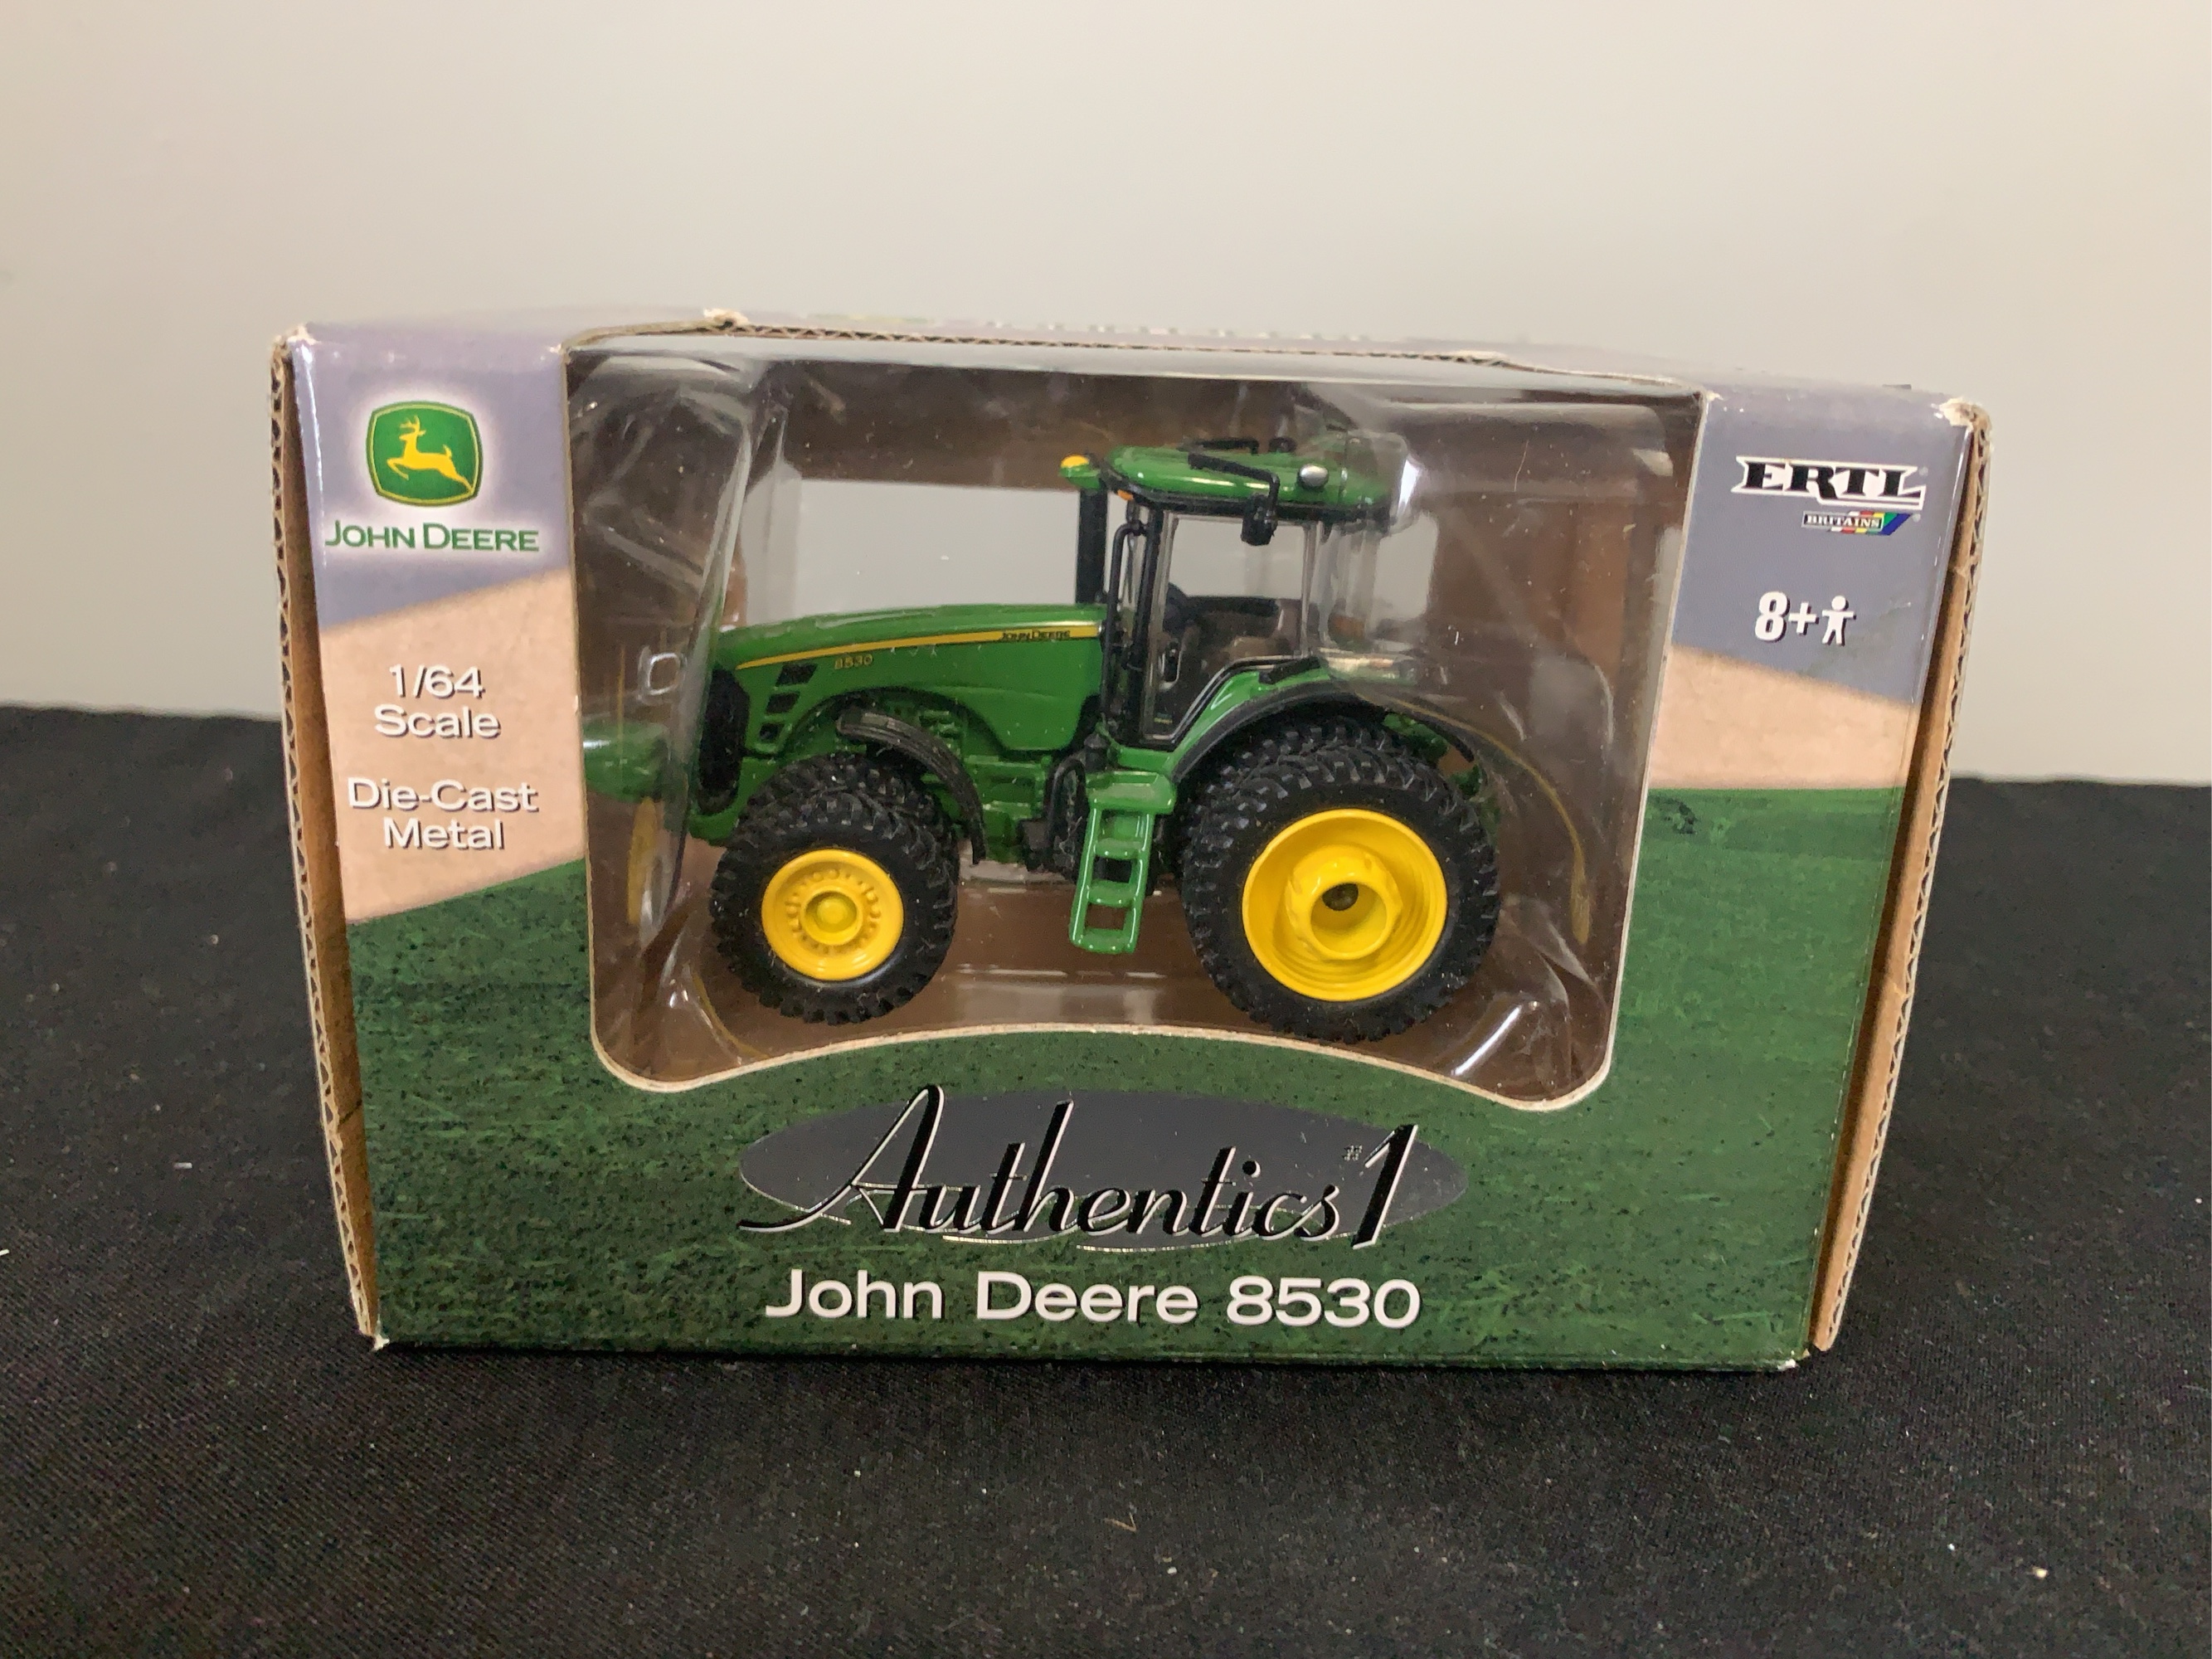 JOHN DEERE
1/64
Scale
Die-Cast
Metal
ERTL
BRITAINS
8+
JOHN DEERE
8530
Authentics #1
John Deere 8530